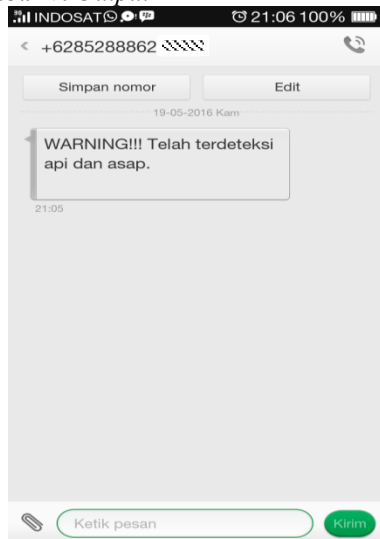 INDOSAT 21:06 100%
+6285288862
Simpan nomor Edit
19-05-2016 Kam
WARNING!!! Telah terdeteksi
api dan asap.
21:05
Ketik pesan Kirim